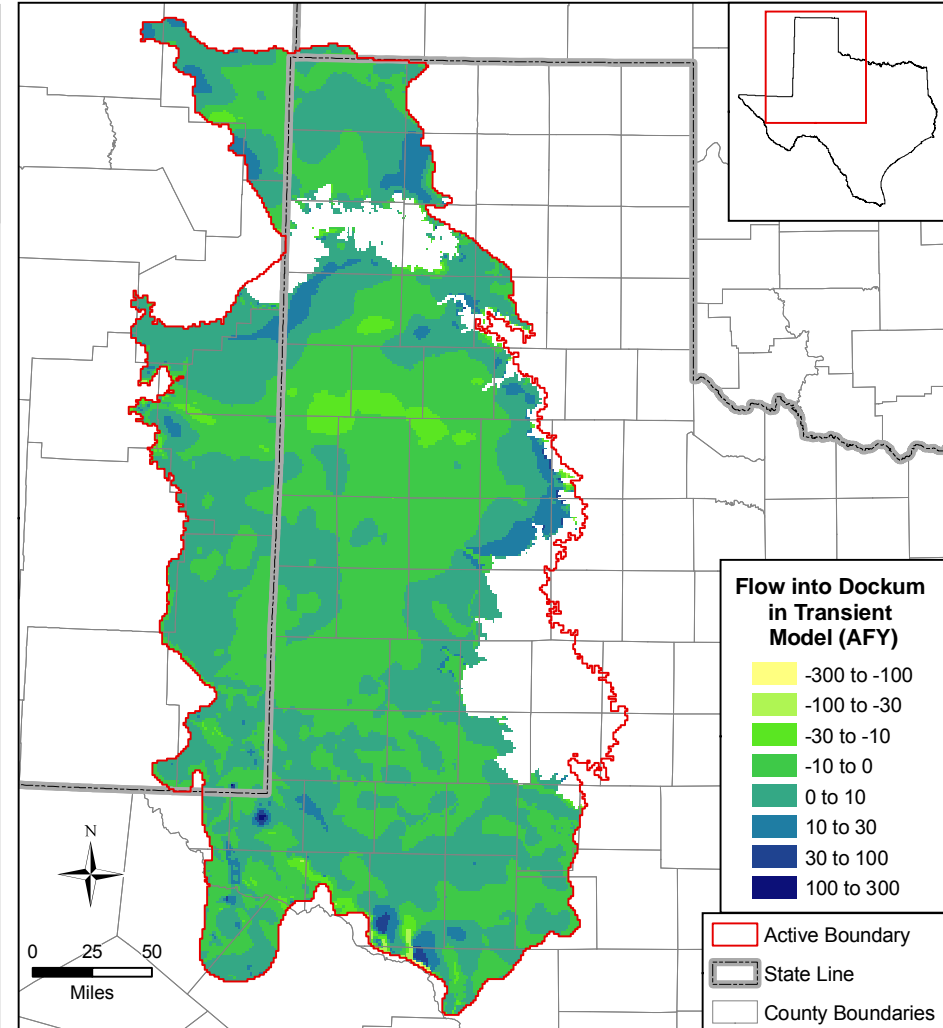 Flow into Dockum
in Transient
Model (AFY)
-300 to -100
-100 to -30
-30 to -10
-10 to 0
0 to 10
10 to 30
30 to 100
100 to 300
N
0 25 50
Miles
Active Boundary
State Line
County Boundaries